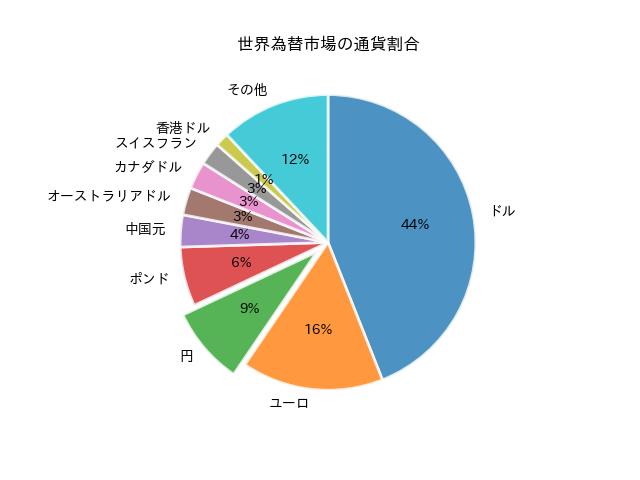 世界為替市場の通貨割合
その他
香港ドル
スイスフラン
カナダドル
オーストラリアドル
中国元
ポンド
円
ユーロ
ドル
12%
1%
3%
3%
3%
4%
6%
9%
16%
44%